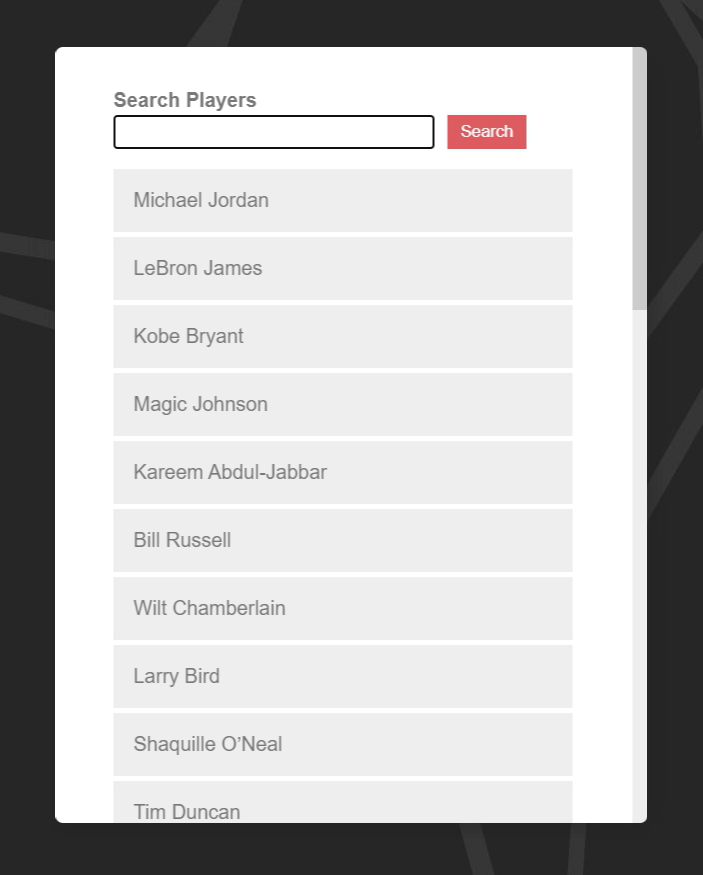 Search Players
Search
Michael Jordan
LeBron James
Kobe Bryant
Magic Johnson
Kareem Abdul-Jabbar
Bill Russell
Wilt Chamberlain
Larry Bird
Shaquille O’Neal
Tim Duncan